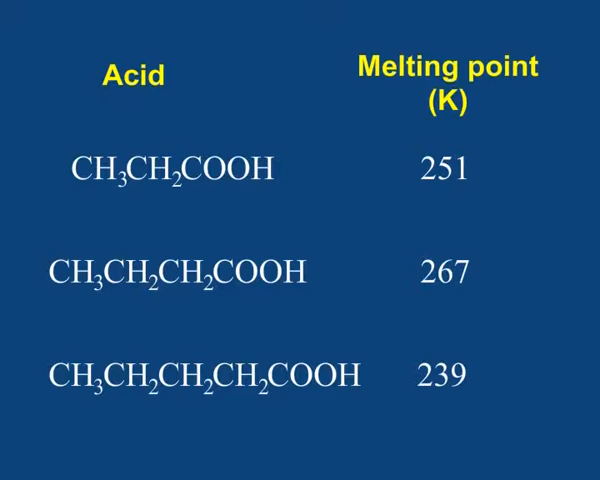 Acid Melting point
(K)
CH₃CH₂COOH 251
CH₃CH₂CH₂COOH 267
CH₃CH₂CH₂CH₂COOH 239